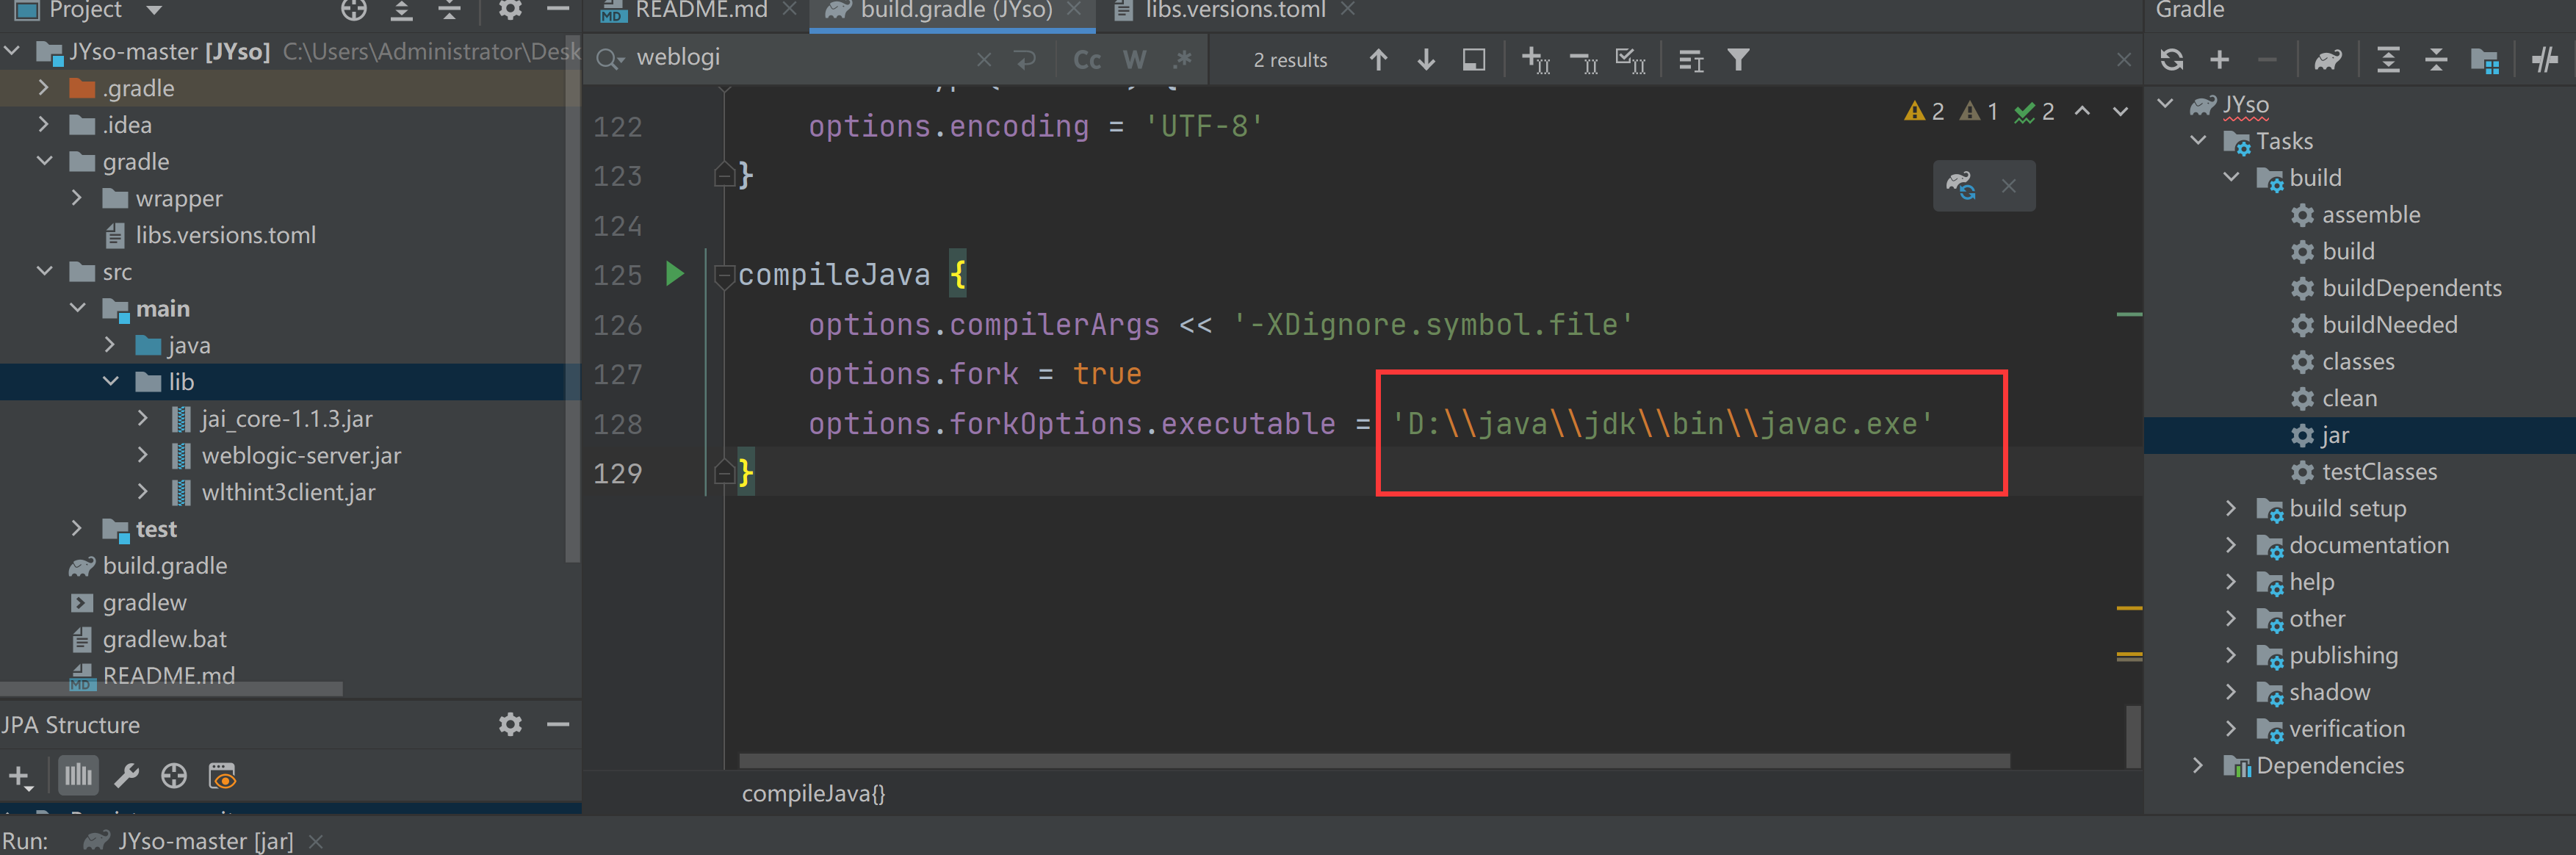 Project
JYso-master [JYso] C:\Users\Administrator\Desk
.gradle
.idea
gradle
wrapper
libs.versions.toml
src
main
java
lib
jai_core-1.1.3.jar
weblogic-server.jar
wlthint3client.jar
test
build.gradle
gradlew
gradlew.bat
README.md
JPA Structure
README.md
build.gradle (JYso)
libs.versions.toml
weblogi
Cc W .*
2 results
2 1 2
122 options.encoding = 'UTF-8'
123 }
124
125 compileJava {
126 options.compilerArgs << '-XDignore.symbol.file'
127 options.fork = true
128 options.forkOptions.executable = 'D:\\java\\jdk\\bin\\javac.exe'
129 }
compileJava{}
Gradle
JYso
Tasks
build
assemble
build
buildDependents
buildNeeded
classes
clean
jar
testClasses
build setup
documentation
help
other
publishing
shadow
verification
Dependencies
Run: JYso-master [jar]